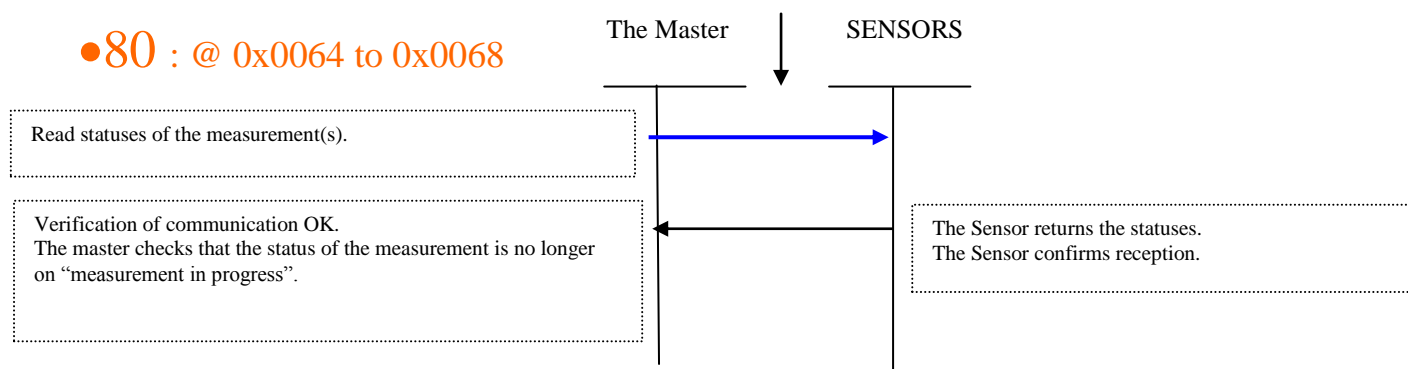 ●80 : @ 0x0064 to 0x0068
The Master
SENSORS
Read statuses of the measurement(s).
Verification of communication OK.
The master checks that the status of the measurement is no longer
on “measurement in progress”.
The Sensor returns the statuses.
The Sensor confirms reception.